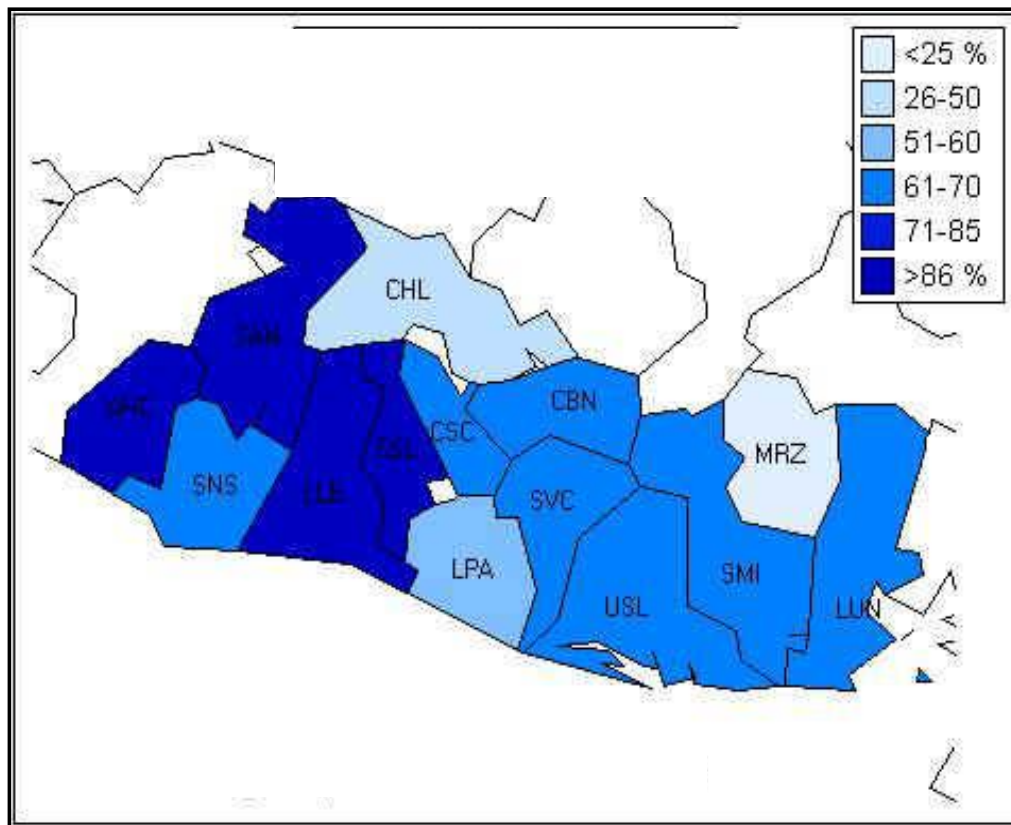 <25 %
26-50
51-60
61-70
71-85
>86 %
CHL
SAN
CBN
CSC
MRZ
SNS
SVC
LPA
SMI
USL
LUN